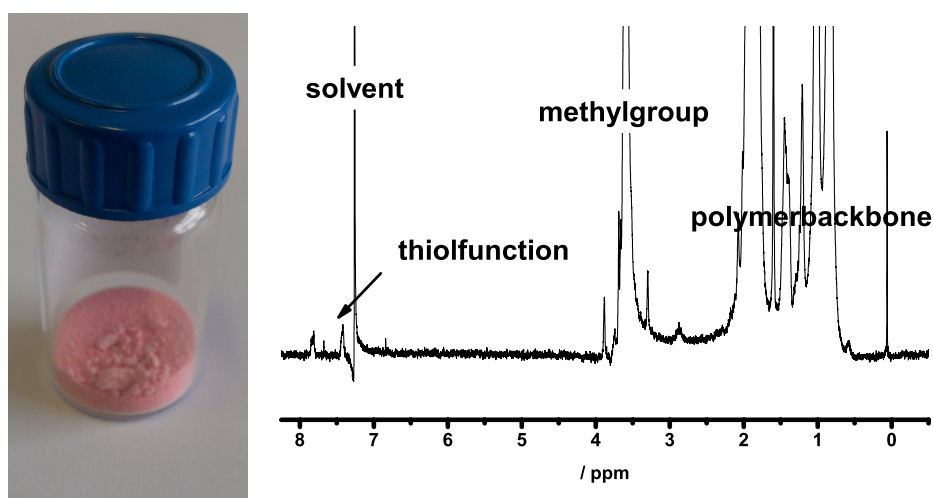 solvent
methylgroup
polymerbackbone
thiolfunction
8 7 6 5 4 3 2 1 0
/ ppm